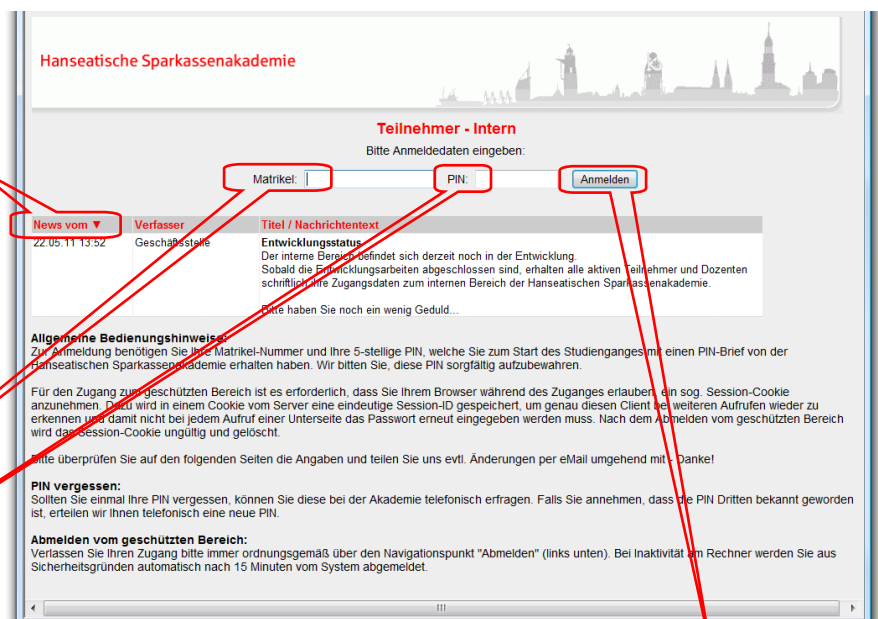 Hanseatische Sparkassenakademie
Teilnehmer - Intern
Bitte Anmeldedaten eingeben:
Matrikel: PIN: Anmelden
News vom ▼ Verfasser Titel / Nachrichtentext
22.05.11 13:52 Geschäftsstelle Entwicklungsstatus
Der interne Bereich befindet sich derzeit noch in der Entwicklung.
Sobald die Entwicklungsarbeiten abgeschlossen sind, erhalten alle aktiven Teilnehmer und Dozenten
schriftlich ihre Zugangsdaten zum internen Bereich der Hanseatischen Sparkassenakademie.
Bitte haben Sie noch ein wenig Geduld...
Allgemeine Bedienungshinweise:
Zur Anmeldung benötigen Sie Ihre Matrikel-Nummer und Ihre 5-stellige PIN, welche Sie zum Start des Studienganges mit einen PIN-Brief von der
Hanseatischen Sparkassenakademie erhalten haben. Wir bitten Sie, diese PIN sorgfältig aufzubewahren.
Für den Zugang zum geschützten Bereich ist es erforderlich, dass Sie Ihrem Browser während des Zuganges erlauben, ein sog. Session-Cookie
anzunehmen. Dazu wird in einem Cookie vom Server eine eindeutige Session-ID gespeichert, um genau diesen Client bei weiteren Aufrufen wieder zu
erkennen und damit nicht bei jedem Aufruf einer Unterseite das Passwort erneut eingegeben werden muss. Nach dem Abmelden vom geschützten Bereich
wird das Session-Cookie ungültig und gelöscht.
Bitte überprüfen Sie auf den folgenden Seiten die Angaben und teilen Sie uns evtl. Änderungen per eMail umgehend mit - Danke!
PIN vergessen:
Sollten Sie einmal Ihre PIN vergessen, können Sie diese bei der Akademie telefonisch erfragen. Falls Sie annehmen, dass die PIN Dritten bekannt geworden
ist, erteilen wir Ihnen telefonisch eine neue PIN.
Abmelden vom geschützten Bereich:
Verlassen Sie Ihren Zugang bitte immer ordnungsgemäß über den Navigationspunkt "Abmelden" (links unten). Bei Inaktivität am Rechner werden Sie aus
Sicherheitsgründen automatisch nach 15 Minuten vom System abgemeldet.